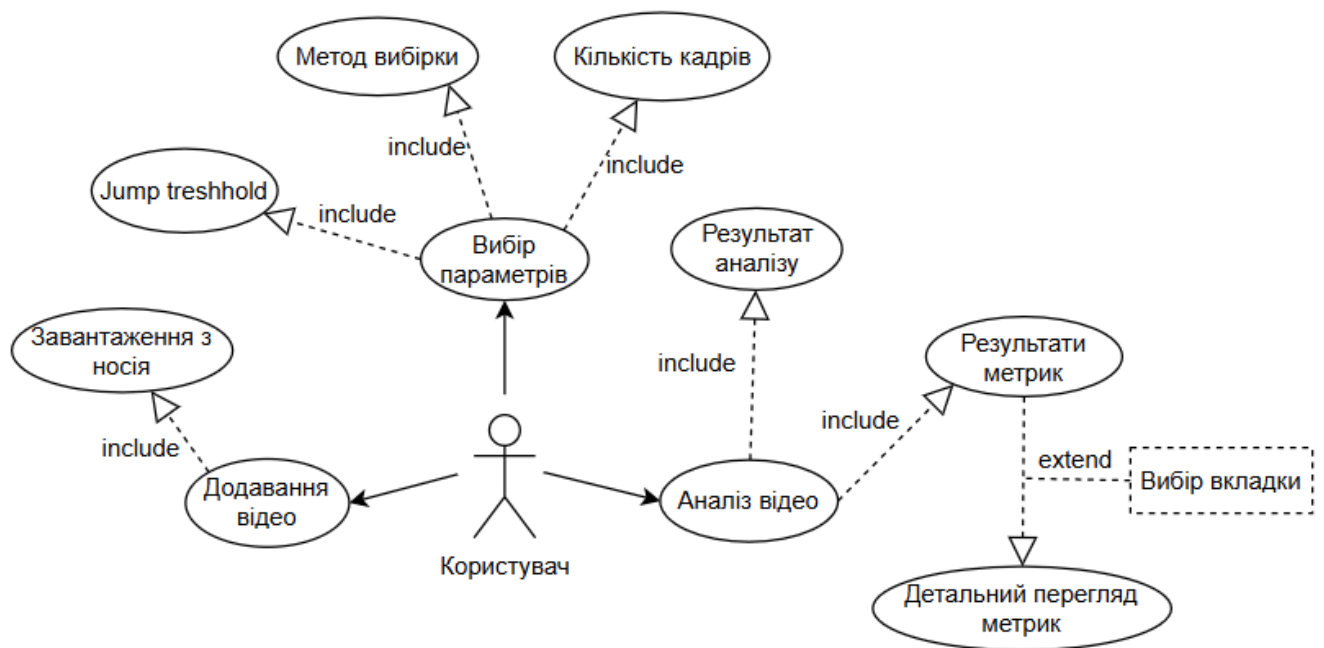 Метод вибірки
Кількість кадрів
include
include
Jump treshhold
include
Вибір
параметрів
Результат
аналізу
Завантаження з
носія
include
Результати
метрик
include
include
extend
Вибір вкладки
Додавання
відео
Аналіз відео
Користувач
Детальний перегляд
метрик